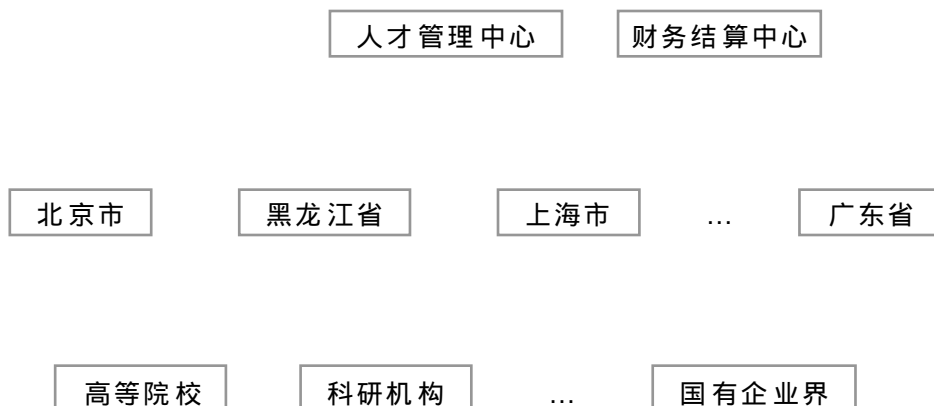 人才管理中心 财务结算中心
北京市 黑龙江省 上海市 … 广东省
高等院校 科研机构 … 国有企业界